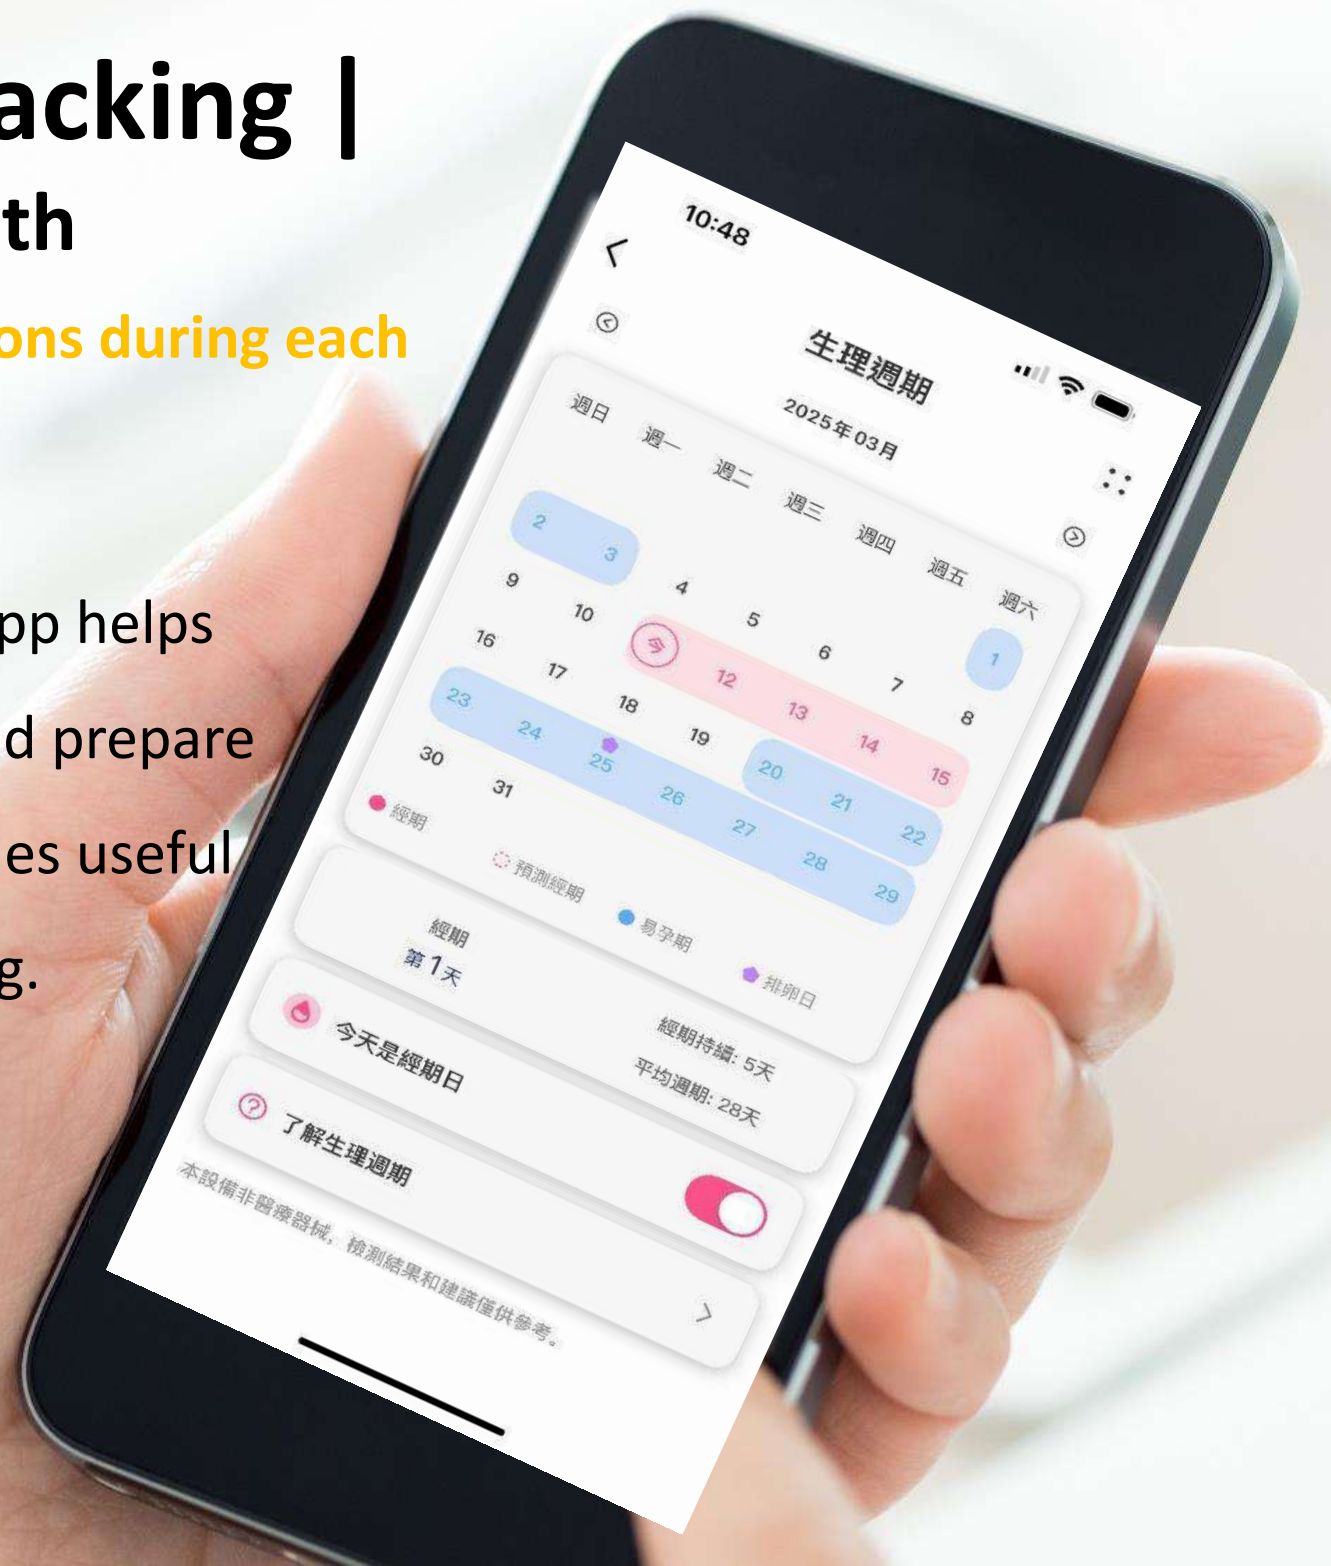 acking |
th
ons during each
pp helps
d prepare
es useful
g.
10:48
生理週期
2025年03月
週日 週一 週二 週三 週四 週五 週六
1
2 3 4 5 6 7 8
9 10 今 12 13 14 15
16 17 18 19 20 21 22
23 24 25 26 27 28 29
30 31
經期 預測經期 易孕期 排卵日
經期
第1天
經期持續: 5天
平均週期: 28天
今天是經期日
了解生理週期
本設備非醫療器械，檢測結果和建議僅供參考。